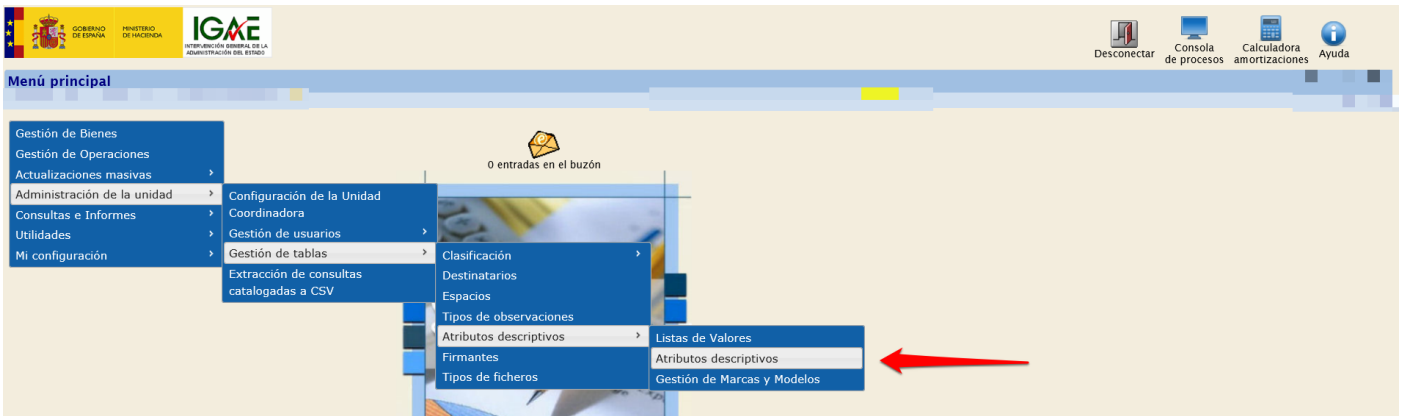 GOBIERNO
DE ESPAÑA
MINISTERIO
DE HACIENDA
IGAE
INTERVENCIÓN GENERAL DE LA
ADMINISTRACIÓN DEL ESTADO
Desconectar
Consola
de procesos
Calculadora
amortizaciones
Ayuda
Menú principal
0 entradas en el buzón
Gestión de Bienes
Gestión de Operaciones
Actualizaciones masivas
Administración de la unidad
Consultas e Informes
Utilidades
Mi configuración
Configuración de la Unidad
Coordinadora
Gestión de usuarios
Gestión de tablas
Extracción de consultas
catalogadas a CSV
Clasificación
Destinatarios
Espacios
Tipos de observaciones
Atributos descriptivos
Firmantes
Tipos de ficheros
Listas de Valores
Atributos descriptivos
Gestión de Marcas y Modelos